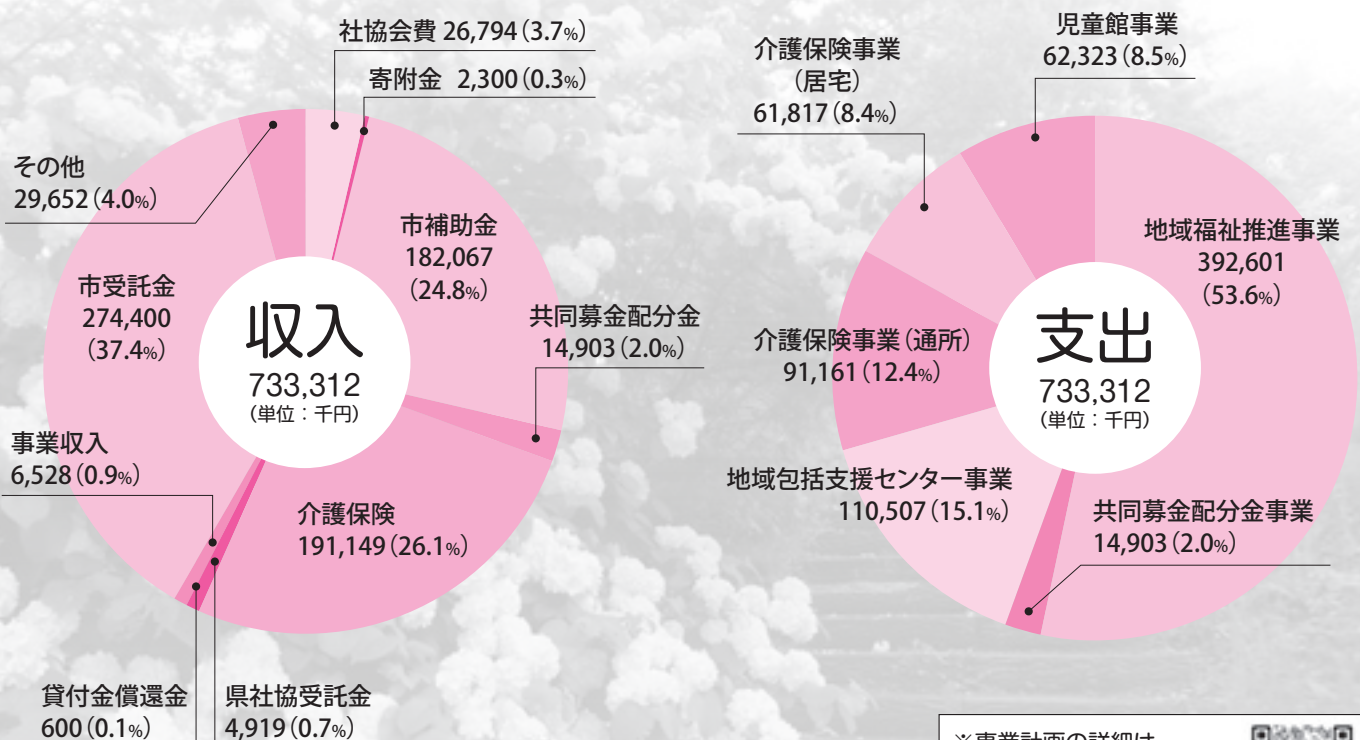 社協会費 26,794(3.7%)
寄附金 2,300(0.3%)
その他
29,652(4.0%)
市補助金
182,067
(24.8%)
市受託金
274,400
(37.4%)
収入
733,312
(単位：千円)
共同募金配分金
14,903(2.0%)
事業収入
6,528(0.9%)
介護保険
191,149(26.1%)
貸付金償還金
600(0.1%)
県社協受託金
4,919(0.7%)
児童館事業
62,323(8.5%)
介護保険事業
(居宅)
61,817(8.4%)
地域福祉推進事業
392,601
(53.6%)
介護保険事業(通所)
91,161(12.4%)
支出
733,312
(単位：千円)
地域包括支援センター事業
110,507(15.1%)
共同募金配分金事業
14,903(2.0%)
※事業計画の詳細は